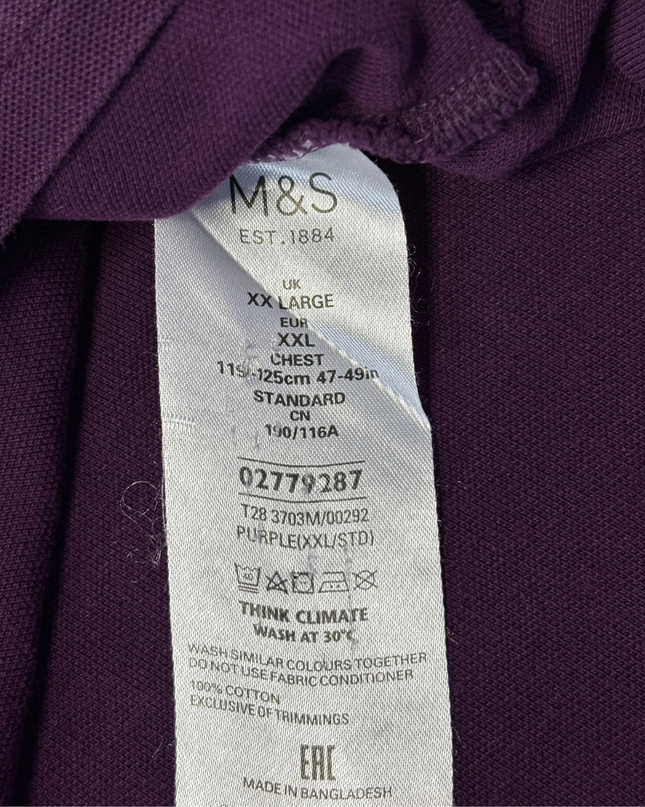 M&S
EST.1884
UK
XX LARGE
EUR
XXL
CHEST
119-125cm 47-49in
STANDARD
CN
190/116A
02779287
T28 3703M/00292
PURPLE(XXL/STD)
40
THINK CLIMATE
WASH AT 30°C
WASH SIMILAR COLOURS TOGETHER
DO NOT USE FABRIC CONDITIONER
100% COTTON
EXCLUSIVE OF TRIMMINGS
EAC
MADE IN BANGLADESH